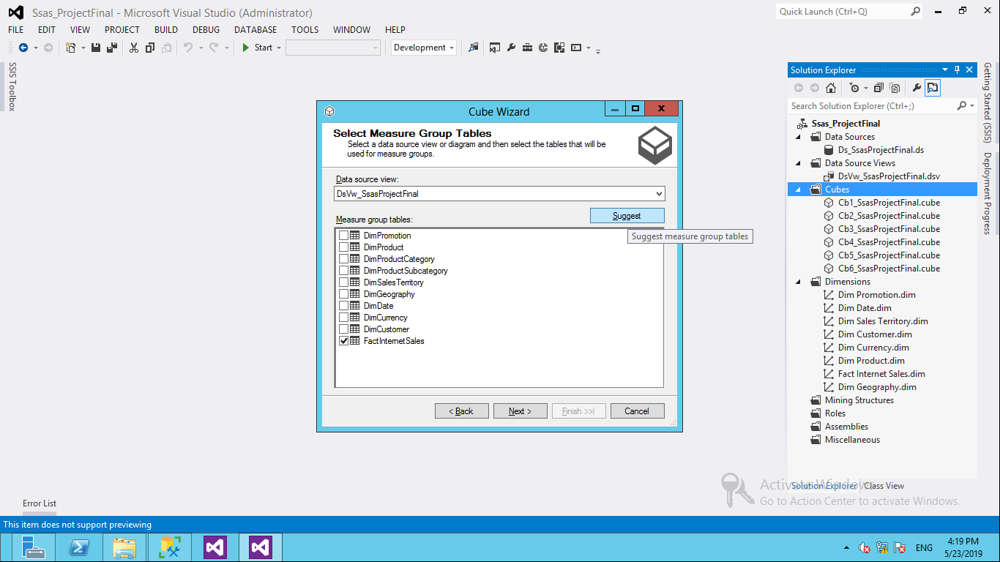 Ssas_ProjectFinal - Microsoft Visual Studio (Administrator)
Quick Launch (Ctrl+Q)
FILE EDIT VIEW PROJECT BUILD DEBUG DATABASE TOOLS WINDOW HELP
Start
Development
SSIS Toolbox
Cube Wizard
Select Measure Group Tables
Select a data source view or diagram and then select the tables that will be
used for measure groups.
Data source view:
DsVw_SsasProjectFinal
Suggest
Measure group tables:
Suggest measure group tables
DimPromotion
DimProduct
DimProductCategory
DimProductSubcategory
DimSalesTerritory
DimGeography
DimDate
DimCurrency
DimCustomer
FactInternetSales
< Back
Next >
Finish >>|
Cancel
Solution Explorer
Search Solution Explorer (Ctrl+;)
Ssas_ProjectFinal
Data Sources
Ds_SsasProjectFinal.ds
Data Source Views
DsVw_SsasProjectFinal.dsv
Cubes
Cb1_SsasProjectFinal.cube
Cb2_SsasProjectFinal.cube
Cb3_SsasProjectFinal.cube
Cb4_SsasProjectFinal.cube
Cb5_SsasProjectFinal.cube
Cb6_SsasProjectFinal.cube
Dimensions
Dim Promotion.dim
Dim Date.dim
Dim Sales Territory.dim
Dim Customer.dim
Dim Currency.dim
Dim Product.dim
Fact Internet Sales.dim
Dim Geography.dim
Mining Structures
Roles
Assemblies
Miscellaneous
Solution Explorer
Class View
Getting Started (SSIS)
Deployment Progress
Activate Windows
Go to Action Center to activate Windows.
Error List
This item does not support previewing
ENG
4:19 PM
5/23/2019